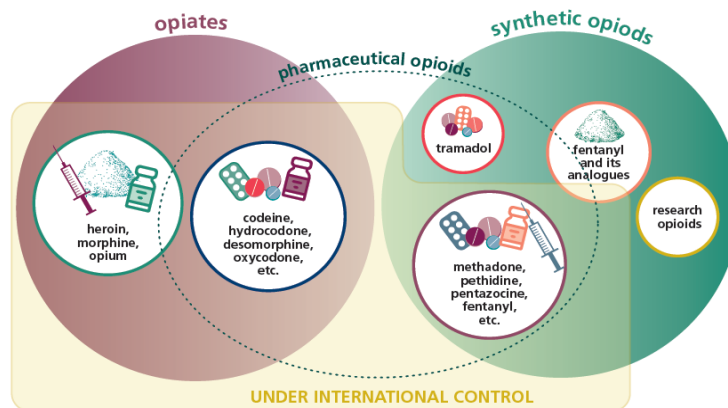 opiates
synthetic opiods
pharmaceutical opioids
tramadol
fentanyl
and its
analogues
research
opioids
heroin,
morphine,
opium
codeine,
hydrocodone,
desomorphine,
oxycodone,
etc.
methadone,
pethidine,
pentazocine,
fentanyl,
etc.
UNDER INTERNATIONAL CONTROL